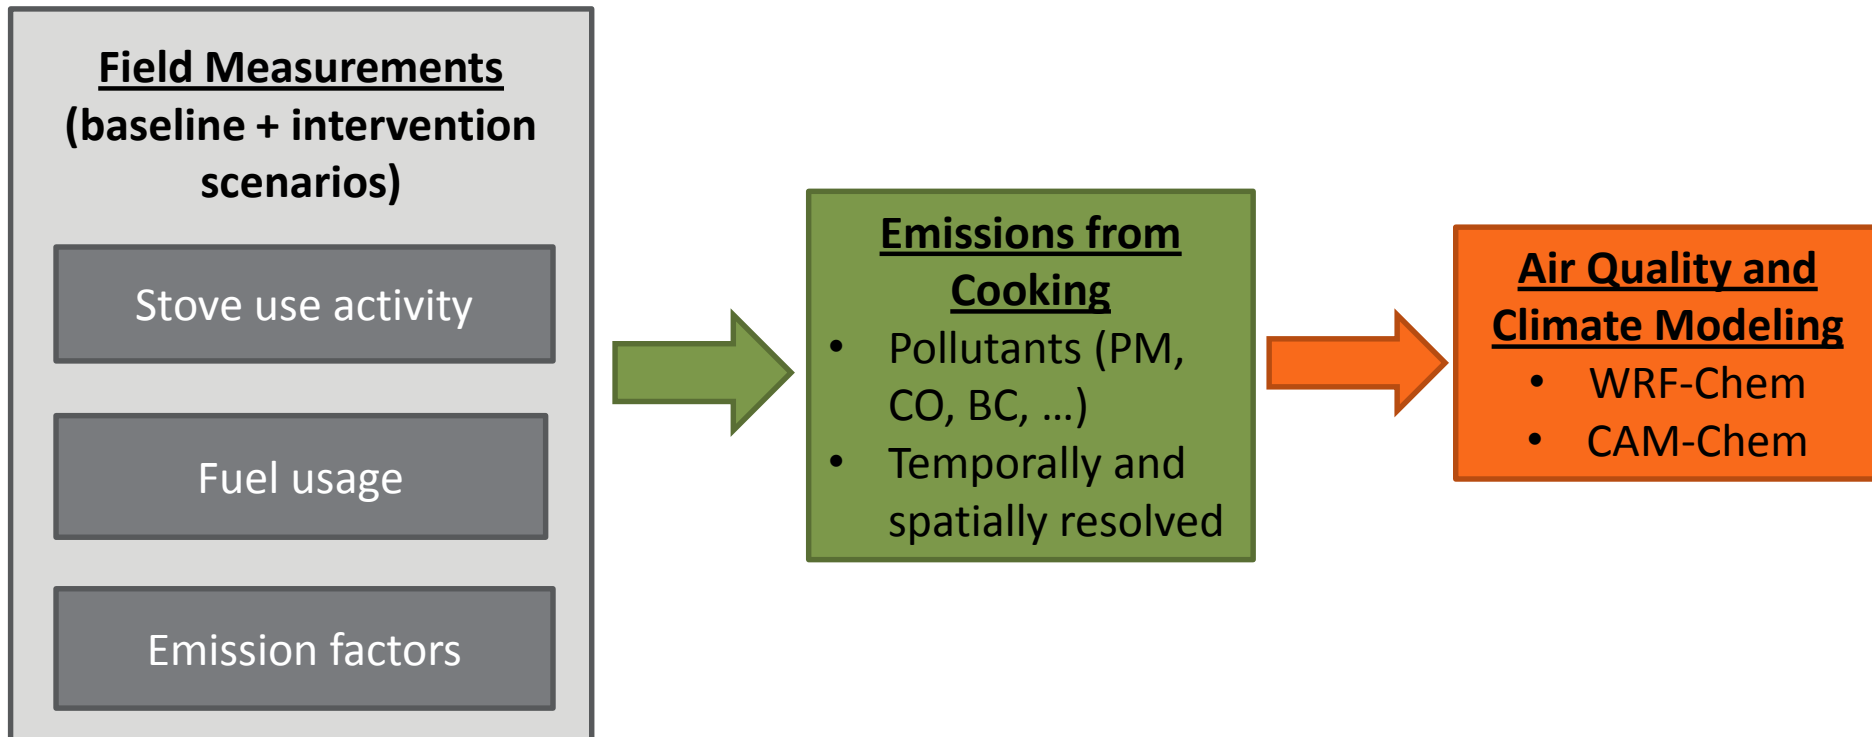 Field Measurements
(baseline + intervention
scenarios)
Stove use activity
Fuel usage
Emission factors
Emissions from
Cooking
• Pollutants (PM,
CO, BC, ...)
• Temporally and
spatially resolved
Air Quality and
Climate Modeling
• WRF-Chem
• CAM-Chem